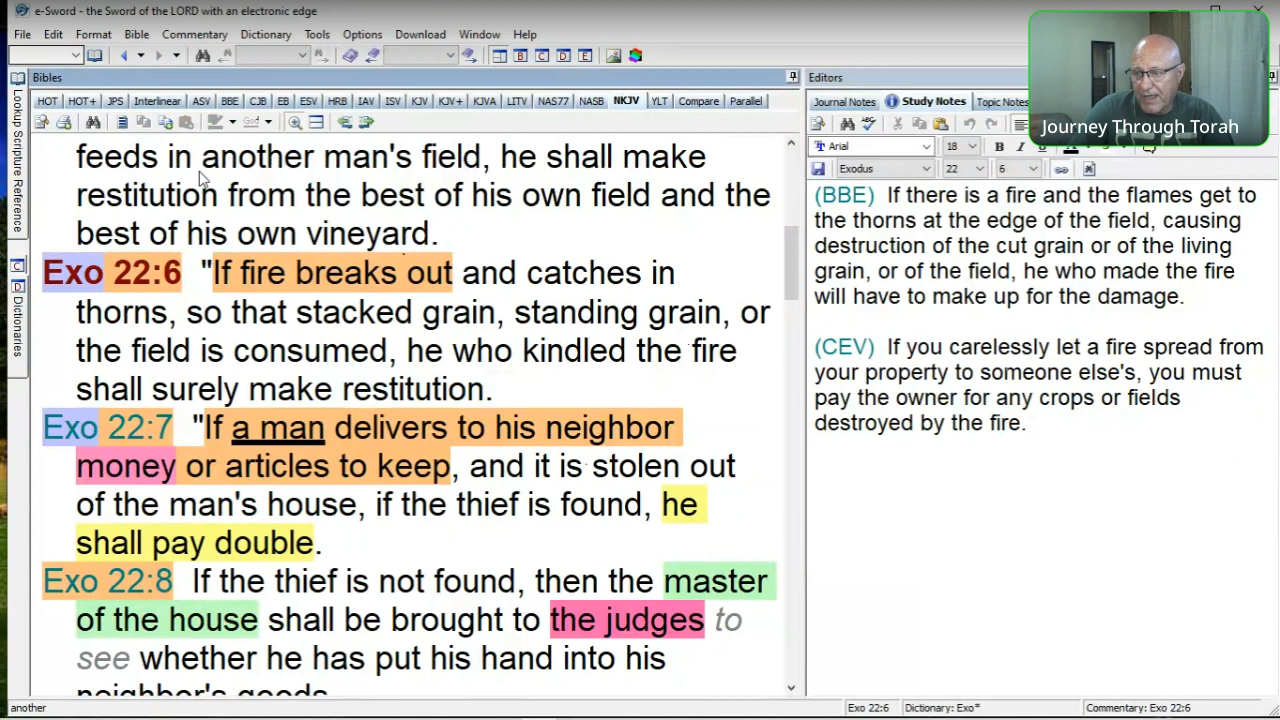 e-Sword - the Sword of the LORD with an electronic edge
File Edit Format Bible Commentary Dictionary Tools Options Download Window Help
B C D E
Bibles
HOT HOT+ JPS Interlinear ASV BBE CJB EB ESV HRB IAV ISV KJV KJV+ KJVA LITV NAS77 NASB NKJV YLT Compare Parallel
God
Lookup Scripture Reference
Dictionaries
feeds in another man's field, he shall make
restitution from the best of his own field and the
best of his own vineyard.
Exo 22:6 "If fire breaks out and catches in
thorns, so that stacked grain, standing grain, or
the field is consumed, he who kindled the fire
shall surely make restitution.
Exo 22:7 "If a man delivers to his neighbor
money or articles to keep, and it is stolen out
of the man's house, if the thief is found, he
shall pay double.
Exo 22:8 If the thief is not found, then the master
of the house shall be brought to the judges to
see whether he has put his hand into his
neighbor's goods
Editors
Journal Notes Study Notes Topic Notes
Arial 18 B I
Exodus 22 6
(BBE) If there is a fire and the flames get to
the thorns at the edge of the field, causing
destruction of the cut grain or of the living
grain, or of the field, he who made the fire
will have to make up for the damage.
(CEV) If you carelessly let a fire spread from
your property to someone else's, you must
pay the owner for any crops or fields
destroyed by the fire.
Journey Through Torah
another
Exo 22:6 Dictionary: Exo* Commentary: Exo 22:6